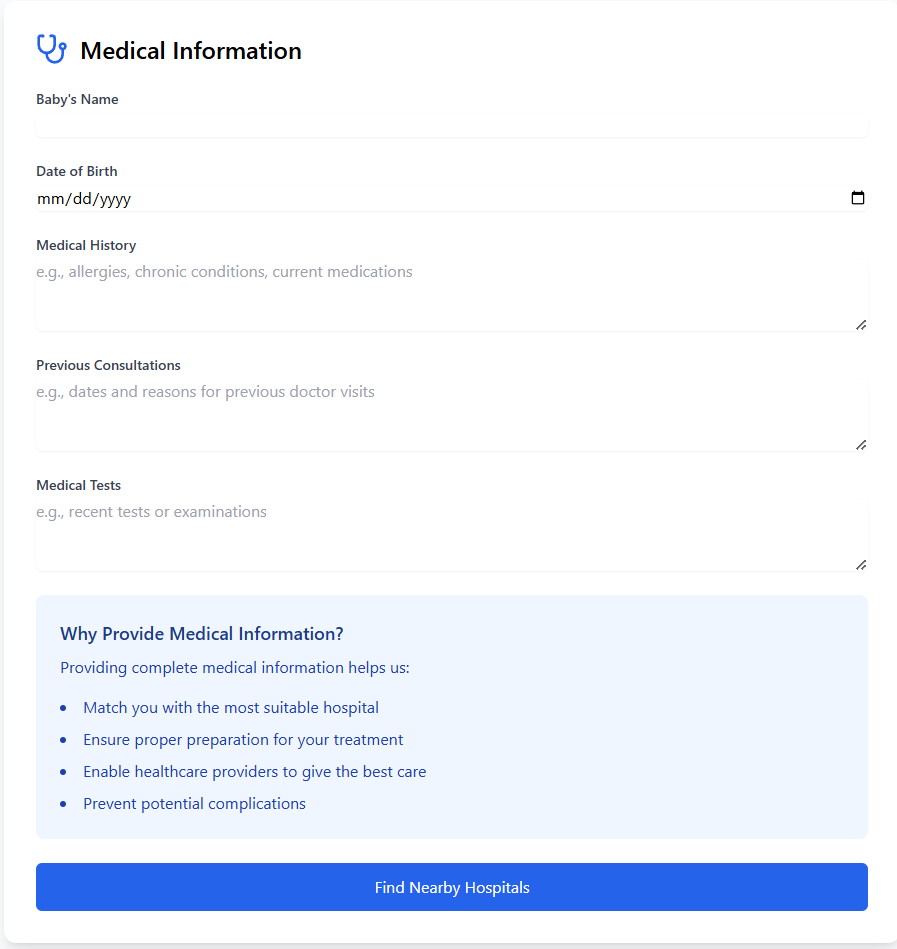 Medical Information
Baby's Name
Date of Birth
mm/dd/yyyy
Medical History
e.g., allergies, chronic conditions, current medications
Previous Consultations
e.g., dates and reasons for previous doctor visits
Medical Tests
e.g., recent tests or examinations
Why Provide Medical Information?
Providing complete medical information helps us:
• Match you with the most suitable hospital
• Ensure proper preparation for your treatment
• Enable healthcare providers to give the best care
• Prevent potential complications
Find Nearby Hospitals